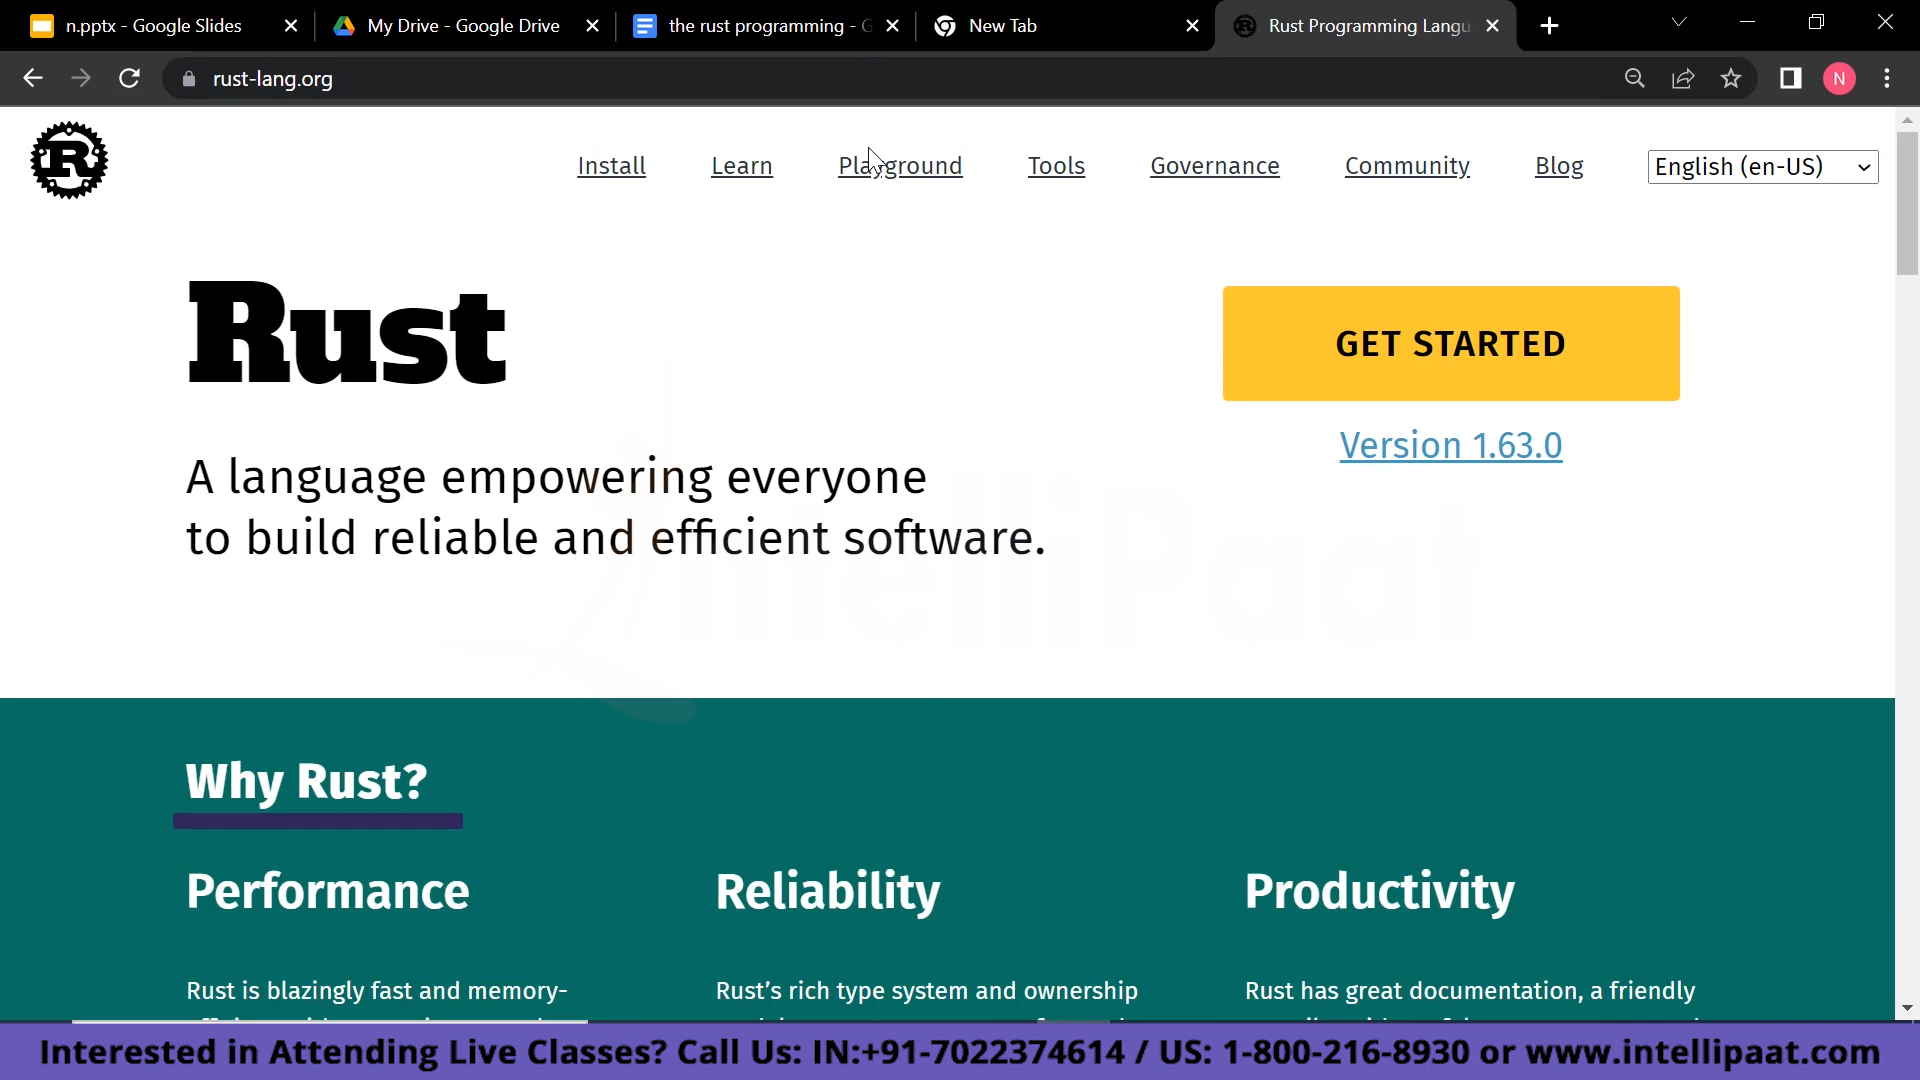 n.pptx - Google Slides
My Drive - Google Drive
the rust programming - G
New Tab
Rust Programming Langu
rust-lang.org
N
R
Install
Learn
Playground
Tools
Governance
Community
Blog
English (en-US)
Rust
GET STARTED
Version 1.63.0
A language empowering everyone
to build reliable and efficient software.
Why Rust?
Performance
Reliability
Productivity
Rust is blazingly fast and memory-
Rust’s rich type system and ownership
Rust has great documentation, a friendly
Interested in Attending Live Classes? Call Us: IN:+91-7022374614 / US: 1-800-216-8930 or www.intellipaat.com